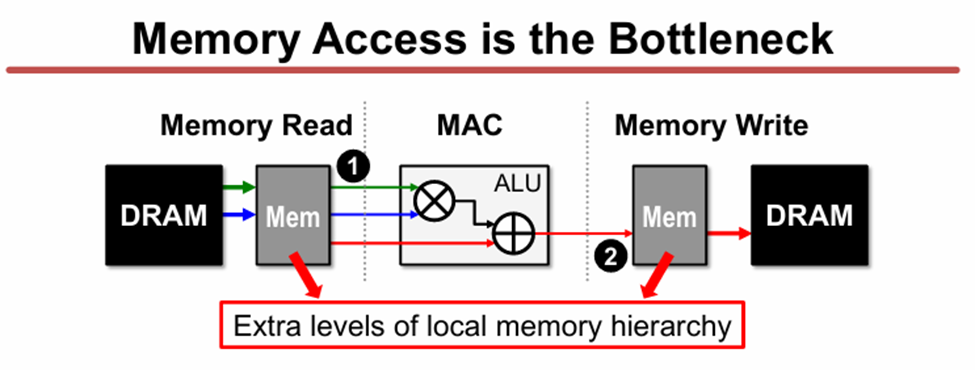 Memory Access is the Bottleneck
Memory Read
MAC
Memory Write
DRAM
Mem
1
ALU
2
Mem
DRAM
Extra levels of local memory hierarchy